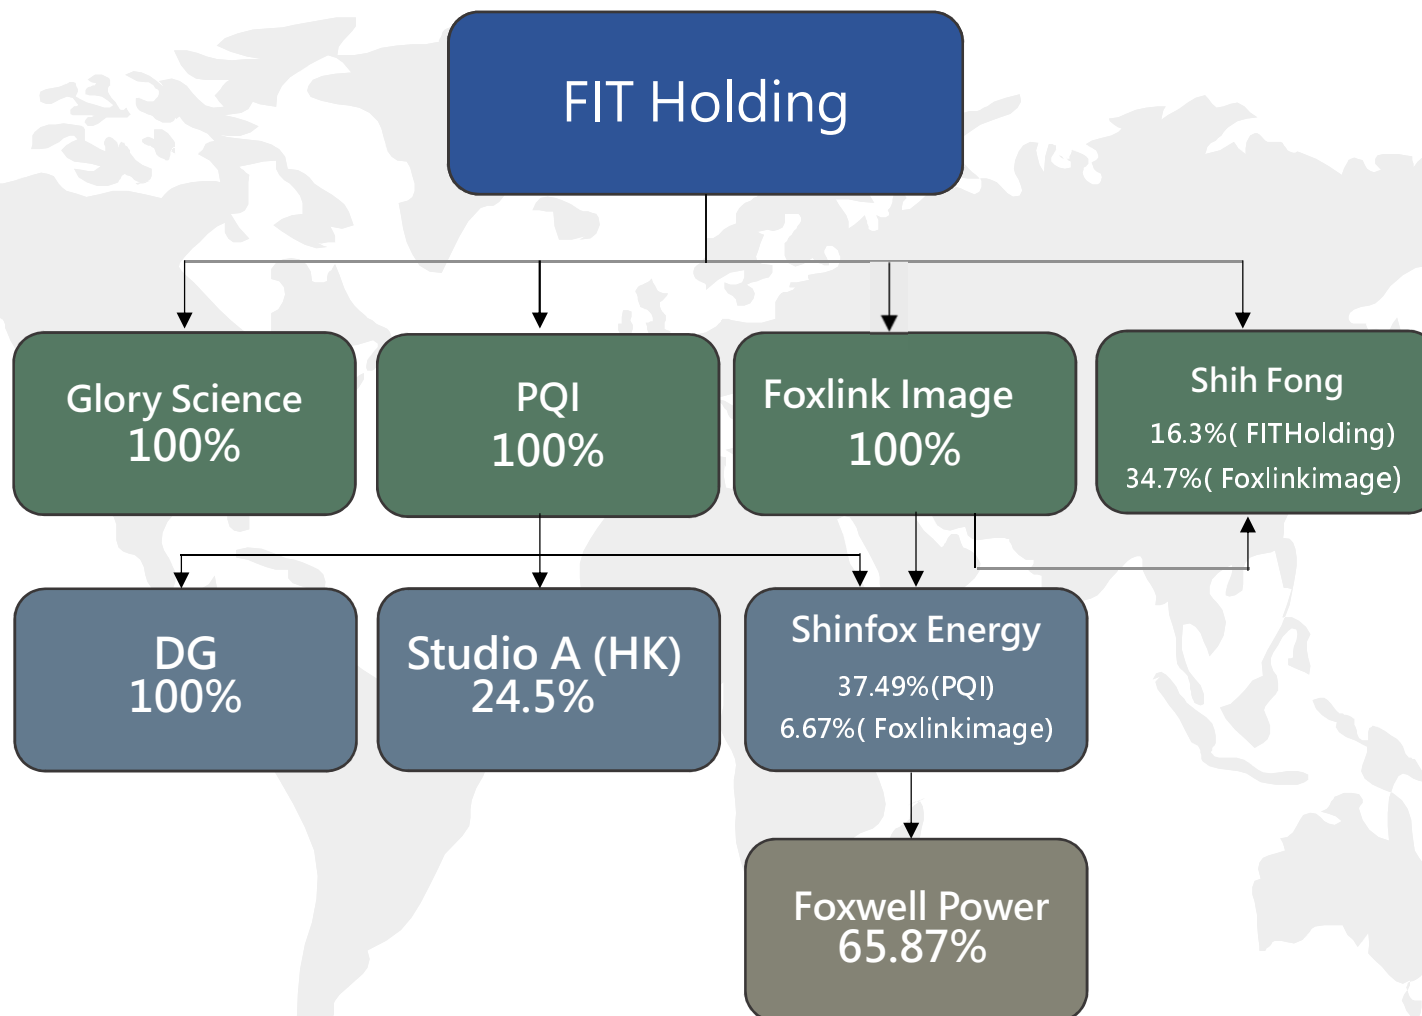 FIT Holding
Glory Science
100%
PQI
100%
Foxlink Image
100%
Shih Fong
16.3%( FITHolding)
34.7%( Foxlinkimage)
DG
100%
Studio A (HK)
24.5%
Shinfox Energy
37.49%(PQI)
6.67%( Foxlinkimage)
Foxwell Power
65.87%